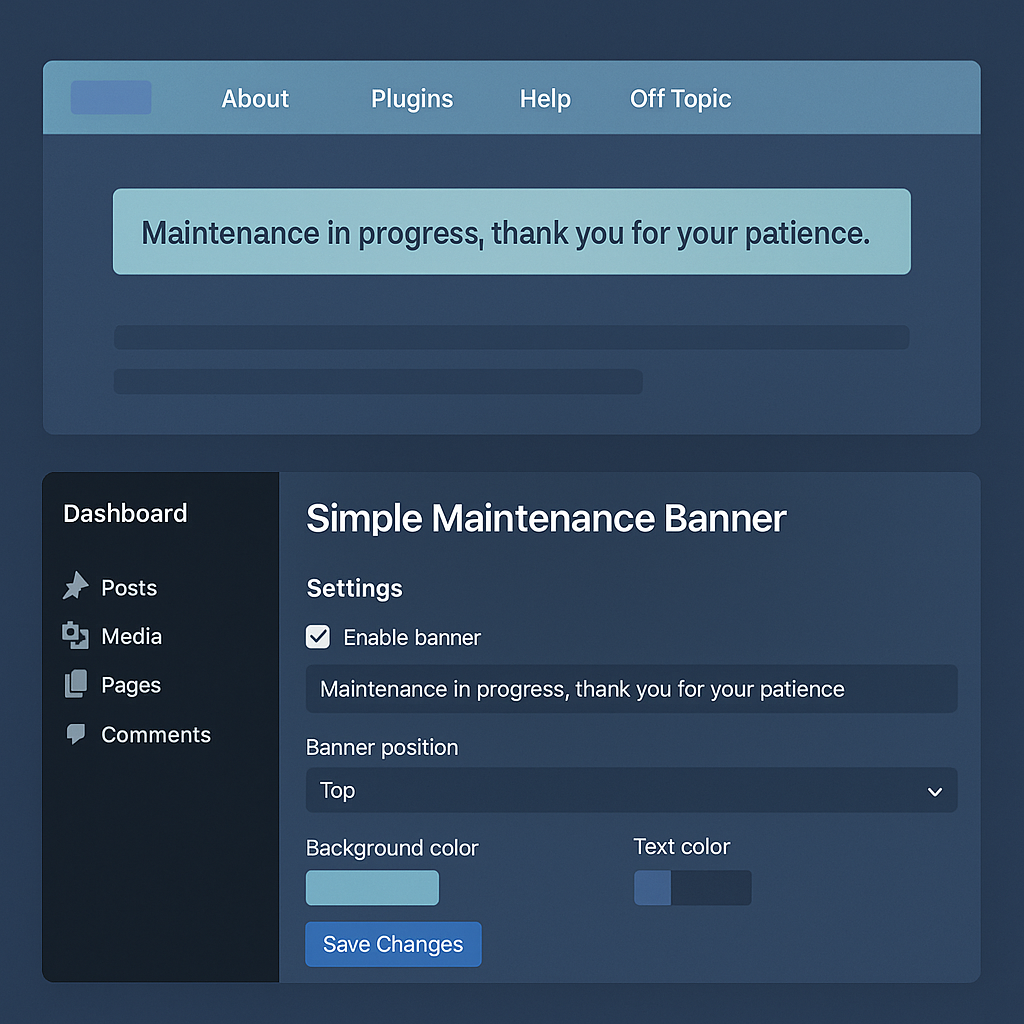 About Plugins Help Off Topic
Maintenance in progress, thank you for your patience.
Dashboard
Posts
Media
Pages
Comments
Simple Maintenance Banner
Settings
Enable banner
Maintenance in progress, thank you for your patience
Banner position
Top
Background color Text color
Save Changes